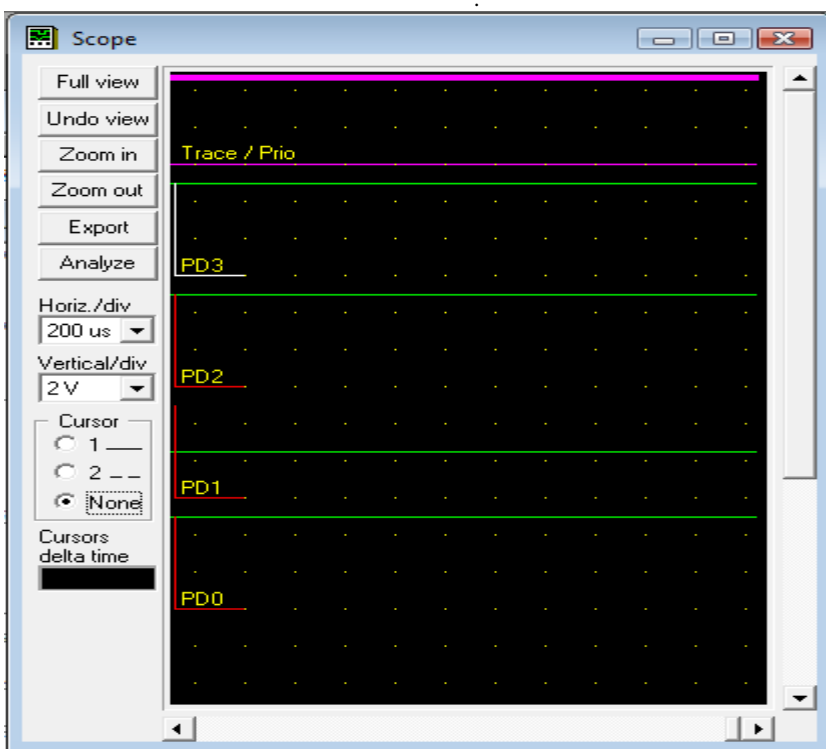 Scope
Full view
Undo view
Zoom in
Zoom out
Export
Analyze
Horiz./div
200 us
Vertical/div
2 V
Cursor
1 ___
2 _ _
None
Cursors
delta time
Trace / Prio
PD3
PD2
PD1
PD0